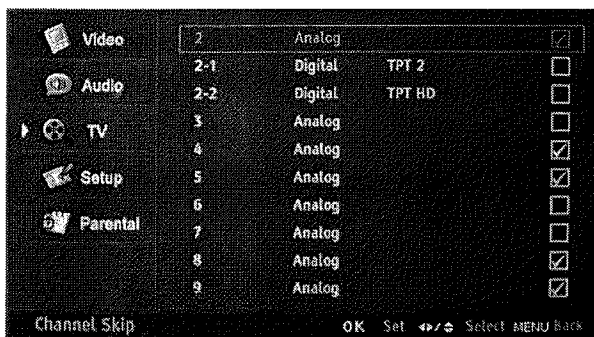 Video
Audio
TV
Setup
Parental
2 Analog
2-1 Digital TPT 2
2-2 Digital TPT HD
3 Analog
4 Analog
5 Analog
6 Analog
7 Analog
8 Analog
9 Analog
Channel Skip OK Set Select MENU Back